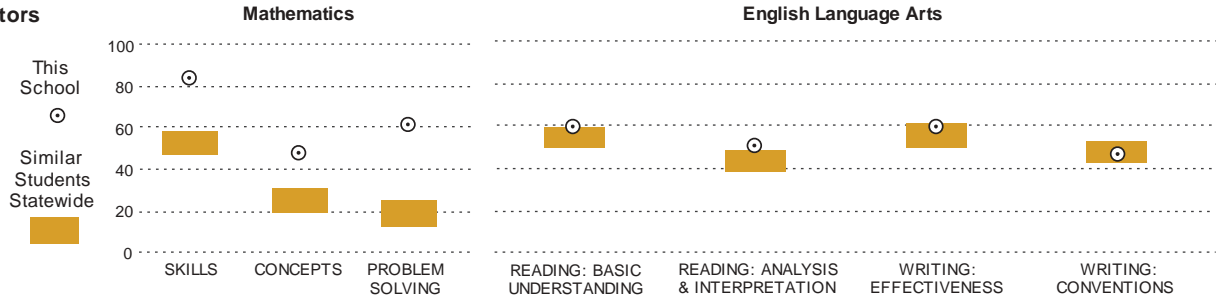 tors
Mathematics
English Language Arts
This
School
Similar
Students
Statewide
100
80
60
40
20
0
SKILLS
CONCEPTS
PROBLEM
SOLVING
READING: BASIC
UNDERSTANDING
READING: ANALYSIS
& INTERPRETATION
WRITING:
EFFECTIVENESS
WRITING:
CONVENTIONS